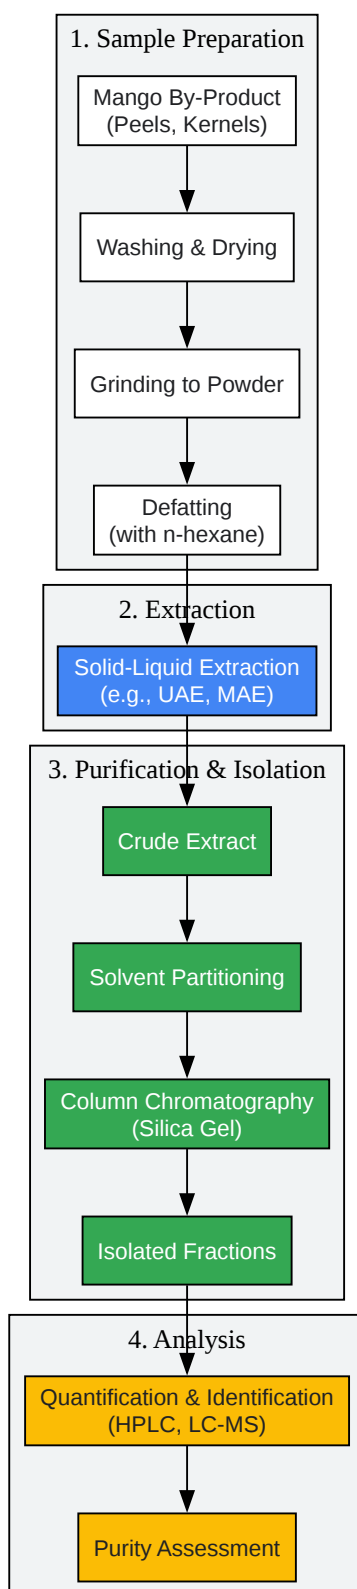 1. Sample Preparation
Mango By-Product
(Peels, Kernels)
Washing & Drying
Grinding to Powder
Defatting
(with n-hexane)
2. Extraction
Solid-Liquid Extraction
(e.g., UAE, MAE)
3. Purification & Isolation
Crude Extract
Solvent Partitioning
Column Chromatography
(Silica Gel)
Isolated Fractions
4. Analysis
Quantification & Identification
(HPLC, LC-MS)
Purity Assessment